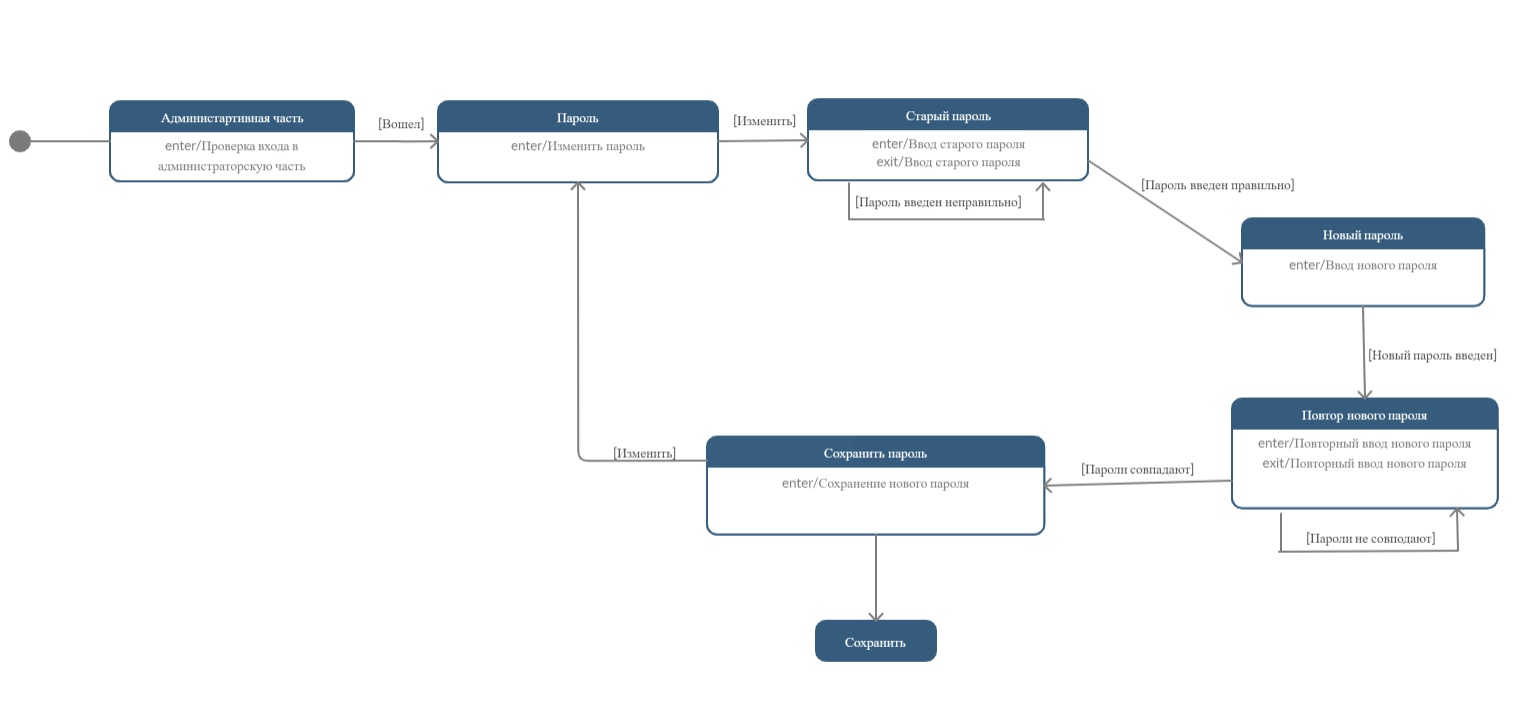 Администартивная часть
enter/Проверка входа в
администраторскую часть
[Вошел]
Пароль
enter/Изменить пароль
[Изменить]
Старый пароль
enter/Ввод старого пароля
exit/Ввод старого пароля
[Пароль введен неправильно]
[Пароль введен правильно]
Новый пароль
enter/Ввод нового пароля
[Новый пароль введен]
Повтор нового пароля
enter/Повторный ввод нового пароля
exit/Повторный ввод нового пароля
[Пароли не совподают]
[Пароли совпадают]
Сохранить пароль
enter/Сохранение нового пароля
[Изменить]
Сохранить